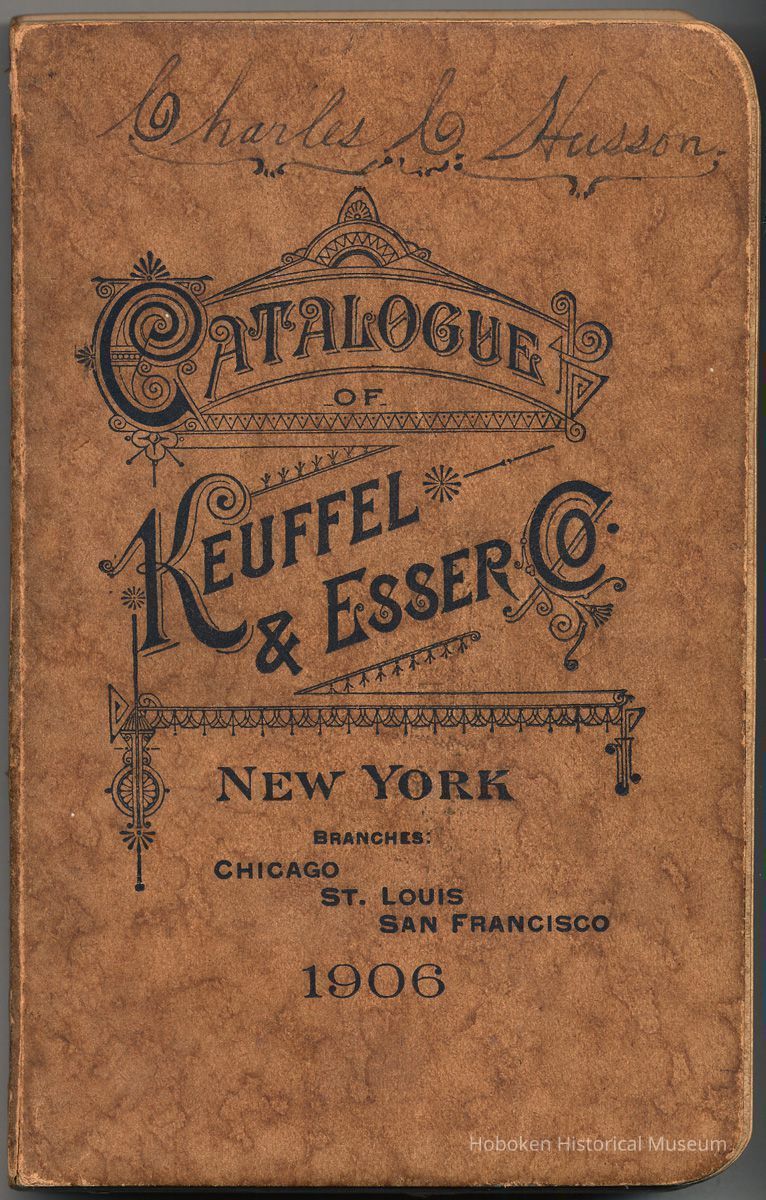 Charles C Husson.
CATALOGUE
OF
KEUFFEL
& ESSER CO.
NEW YORK
BRANCHES:
CHICAGO
ST. LOUIS
SAN FRANCISCO
1906
Hoboken Historical Museum